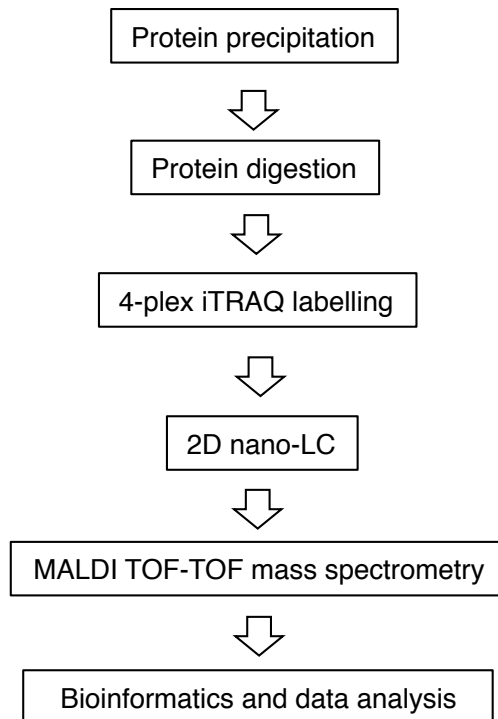 Protein precipitation
Protein digestion
4-plex iTRAQ labelling
2D nano-LC
MALDI TOF-TOF mass spectrometry
Bioinformatics and data analysis